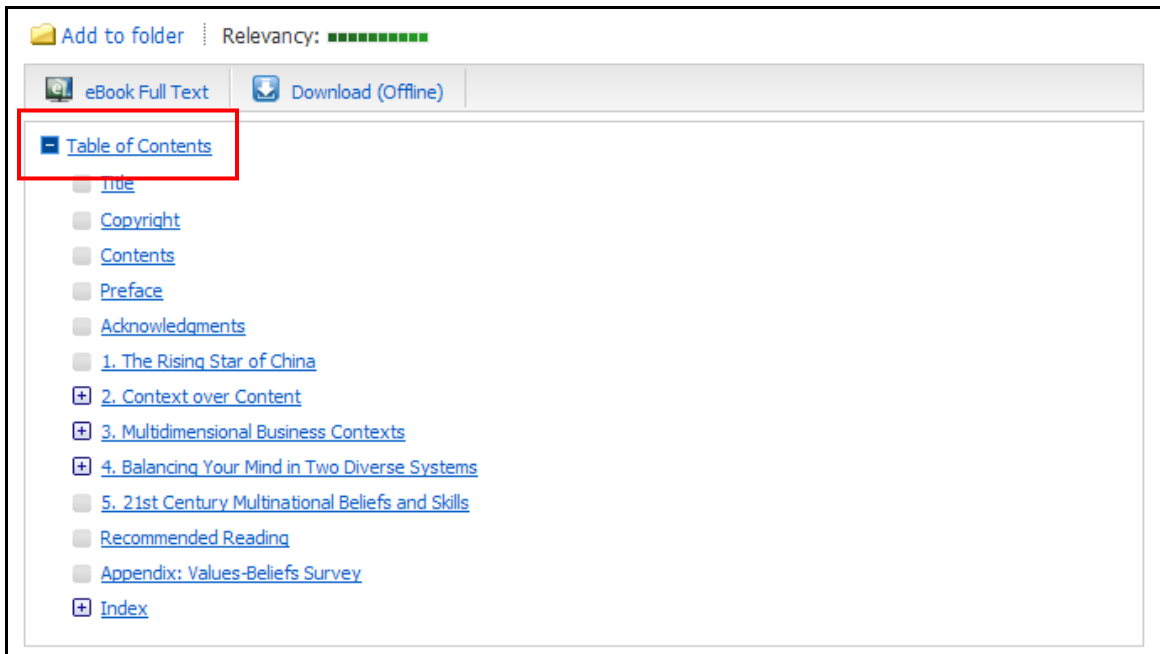 Add to folder Relevancy:
eBook Full Text Download (Offline)
Table of Contents
Title
Copyright
Contents
Preface
Acknowledgments
1. The Rising Star of China
2. Context over Content
3. Multidimensional Business Contexts
4. Balancing Your Mind in Two Diverse Systems
5. 21st Century Multinational Beliefs and Skills
Recommended Reading
Appendix: Values-Beliefs Survey
Index